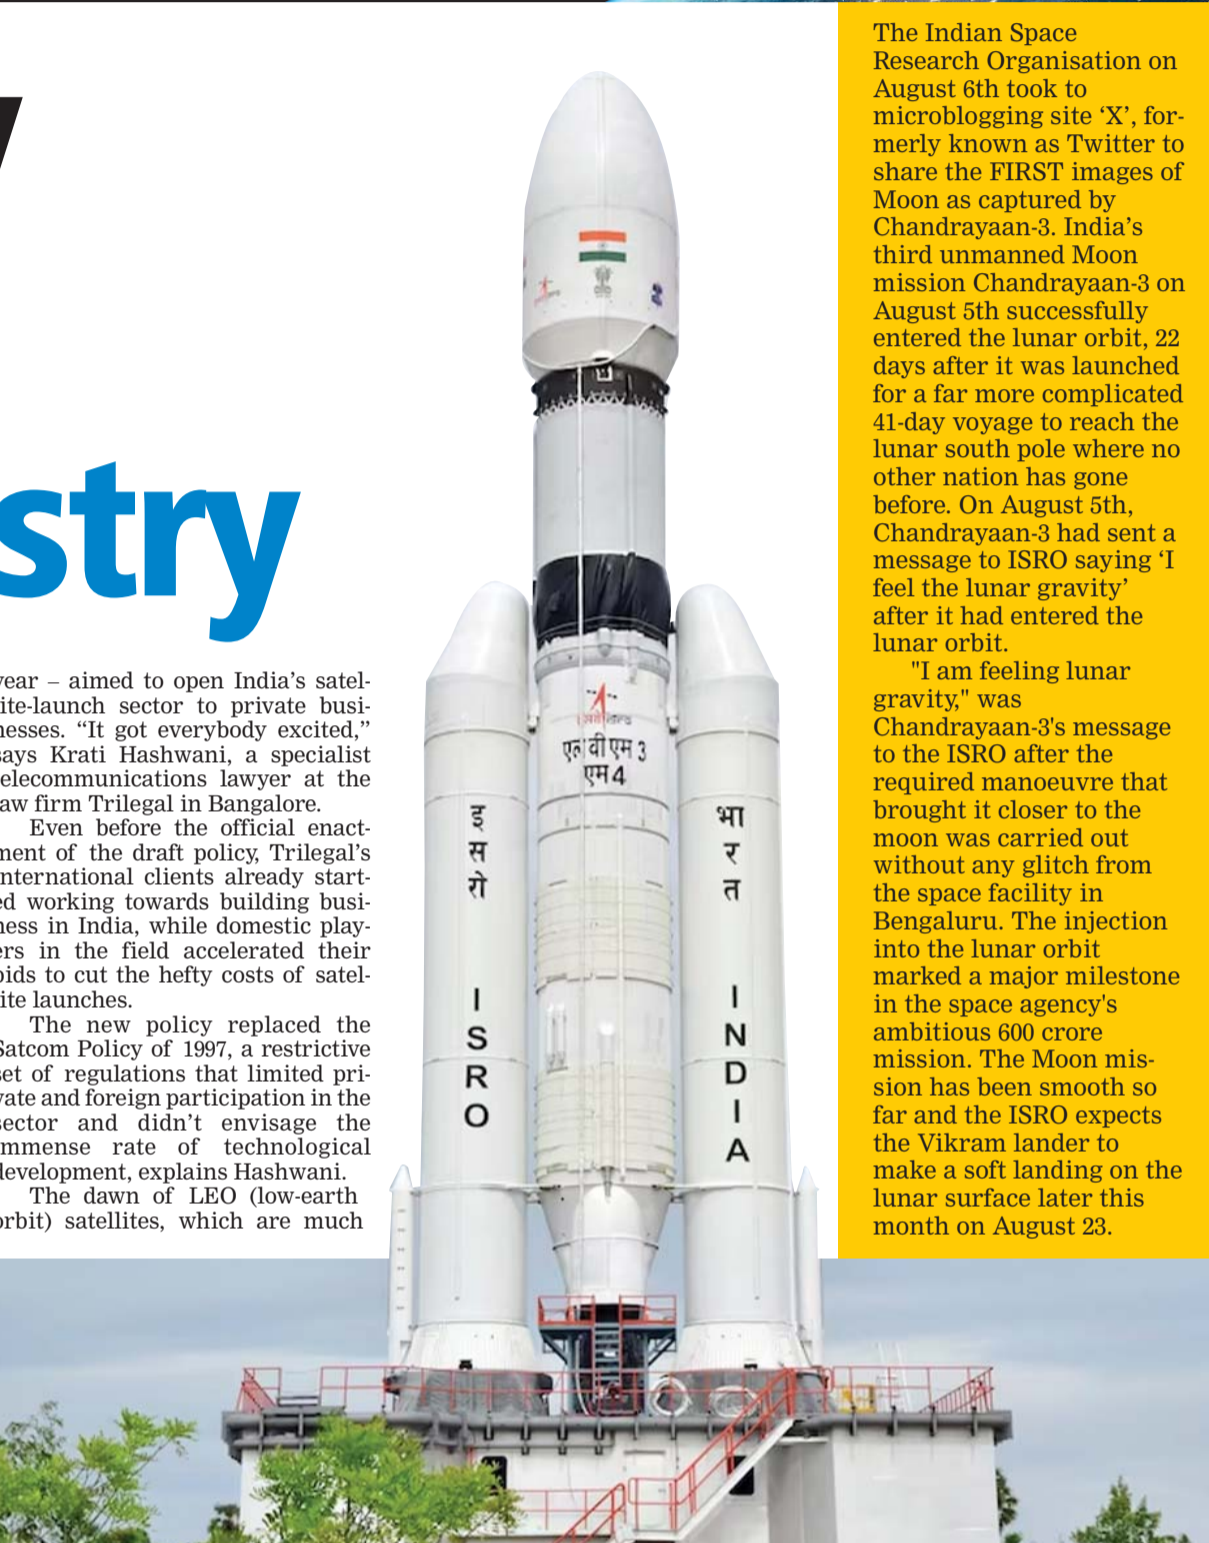 stry
year – aimed to open India’s satel-
ite-launch sector to private busi-
nesses. “It got everybody excited,”
says Krati Hashwani, a specialist
elecommunications lawyer at the
aw firm Trilegal in Bangalore.
Even before the official enact-
ment of the draft policy, Trilegal’s
nternational clients already start-
ed working towards building busi-
ness in India, while domestic play-
ers in the field accelerated their
bids to cut the hefty costs of satel-
ite launches.
The new policy replaced the
Satcom Policy of 1997, a restrictive
set of regulations that limited pri-
vate and foreign participation in the
sector and didn’t envisage the
mmense rate of technological
development, explains Hashwani.
The dawn of LEO (low-earth
orbit) satellites, which are much
एल वी एम 3
एम 4
इ
स
रो
I
S
R
O
भा
र
त
I
N
D
I
A
The Indian Space
Research Organisation on
August 6th took to
microblogging site ‘X’, for-
merly known as Twitter to
share the FIRST images of
Moon as captured by
Chandrayaan-3. India’s
third unmanned Moon
mission Chandrayaan-3 on
August 5th successfully
entered the lunar orbit, 22
days after it was launched
for a far more complicated
41-day voyage to reach the
lunar south pole where no
other nation has gone
before. On August 5th,
Chandrayaan-3 had sent a
message to ISRO saying ‘I
feel the lunar gravity’
after it had entered the
lunar orbit.
"I am feeling lunar
gravity," was
Chandrayaan-3's message
to the ISRO after the
required manoeuvre that
brought it closer to the
moon was carried out
without any glitch from
the space facility in
Bengaluru. The injection
into the lunar orbit
marked a major milestone
in the space agency's
ambitious 600 crore
mission. The Moon mis-
sion has been smooth so
far and the ISRO expects
the Vikram lander to
make a soft landing on the
lunar surface later this
month on August 23.